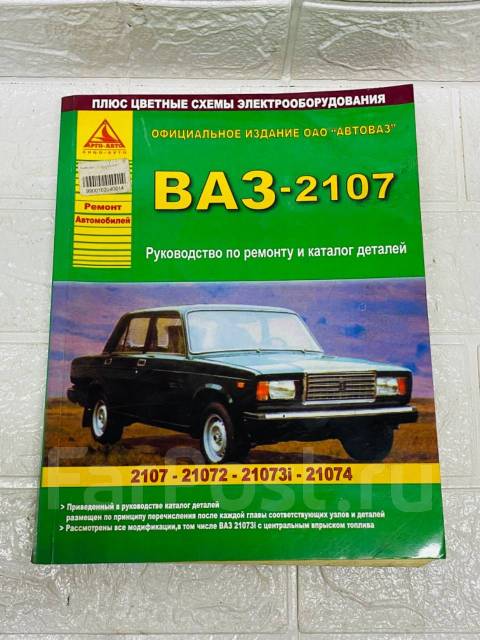 ПЛЮС ЦВЕТНЫЕ СХЕМЫ ЭЛЕКТРООБОРУДОВАНИЯ
ОФИЦИАЛЬНОЕ ИЗДАНИЕ ОАО "АВТОВАЗ"
АРГО-АВТО
ВАЗ-2107
Ремонт
Автомобилей
Руководство по ремонту и каталог деталей
2107 - 21072 - 21073i - 21074
Приведенный в руководстве каталог деталей
размещен по принципу перечисления после каждой главы соответствующих узлов и деталей
Рассмотрены все модификации,в том числе ВАЗ 21073i с центральным впрыском топлива
FarPost.ru